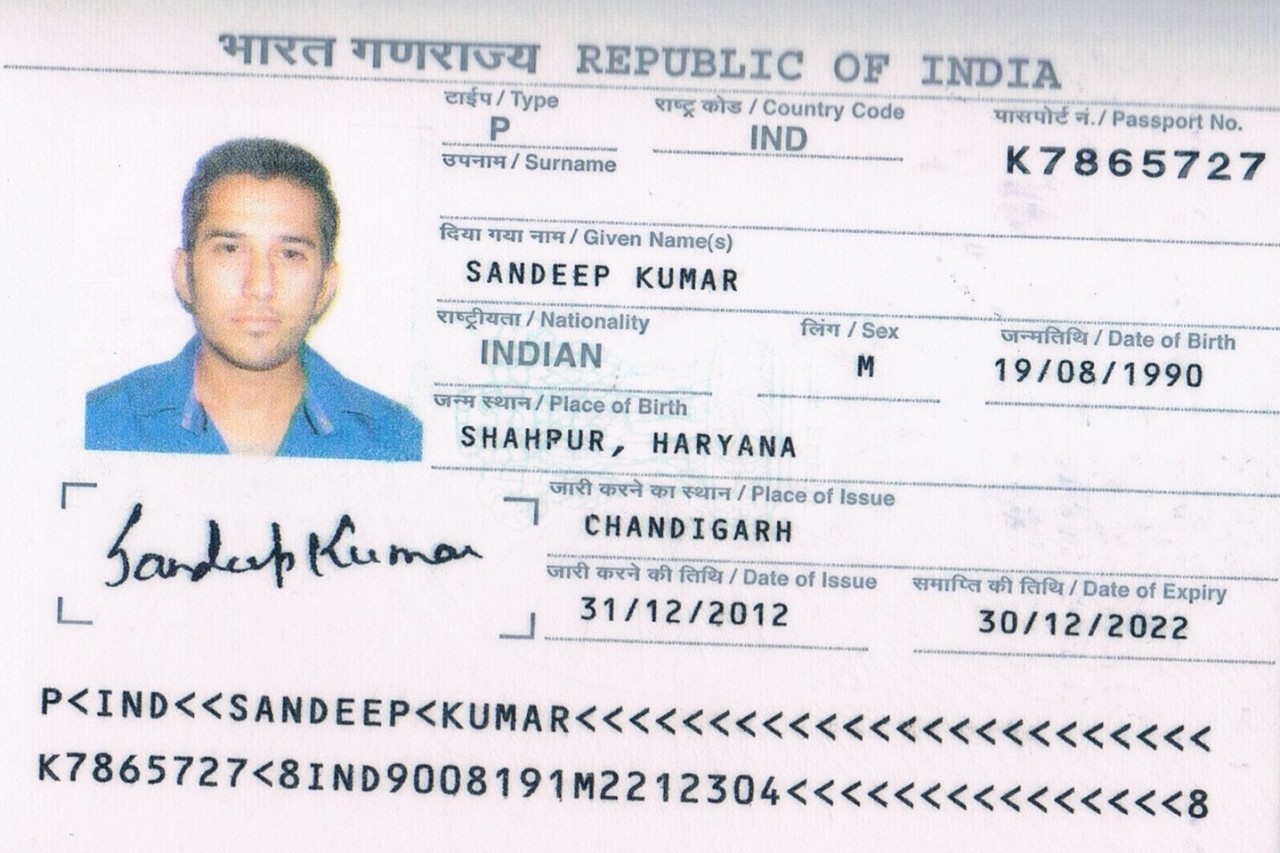 भारत गणराज्य REPUBLIC OF INDIA
टाईप / Type
राष्ट्र कोड / Country Code
पासपोर्ट नं. / Passport No.
P
IND
K7865727
उपनाम / Surname
दिया गया नाम / Given Name(s)
SANDEEP KUMAR
राष्ट्रीयता / Nationality
लिंग / Sex
जन्मतिथि / Date of Birth
INDIAN
M
19/08/1990
जन्म स्थान / Place of Birth
SHAHPUR, HARYANA
जारी करने का स्थान / Place of Issue
CHANDIGARH
Sandeep Kumar
जारी करने की तिथि / Date of Issue
समाप्ति की तिथि / Date of Expiry
31/12/2012
30/12/2022
P<IND<<SANDEEP<KUMAR<<<<<<<<<<<<<<<<<<<<<<<<
K7865727<8IND9008191M2212304<<<<<<<<<<<<<<<8